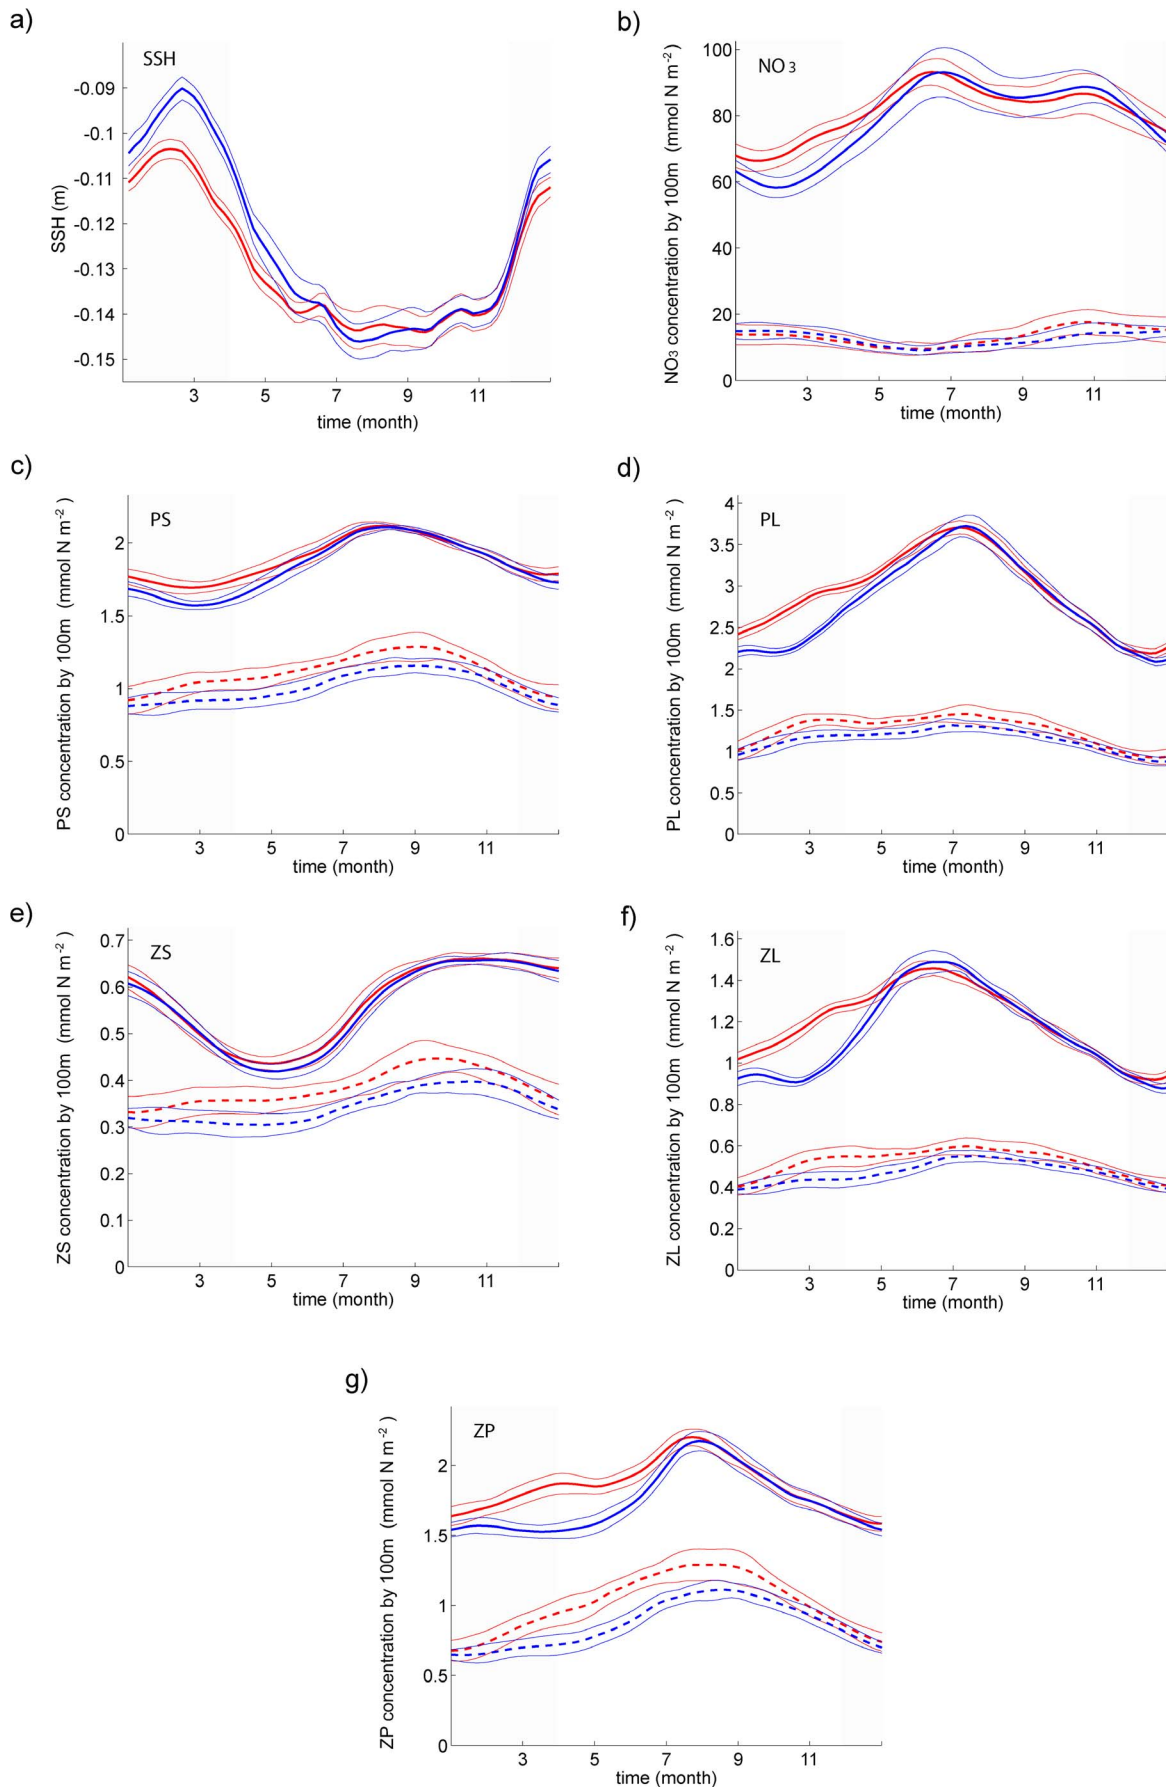 a)
SSH
-0.09
-0.1
-0.11
-0.12
-0.13
-0.14
-0.15
SSH (m)
3 5 7 9 11
time (month)
b)
NO3
100
80
60
40
20
0
NO3 concentration by 100m (mmol N m-2)
3 5 7 9 11
time (month)
c)
PS
2
1.5
1
0.5
0
PS concentration by 100m (mmol N m-2)
3 5 7 9 11
time (month)
d)
PL
4
3.5
3
2.5
2
1.5
1
0.5
0
PL concentration by 100m (mmol N m-2)
3 5 7 9 11
time (month)
e)
ZS
0.7
0.6
0.5
0.4
0.3
0.2
0.1
0
ZS concentration by 100m (mmol N m-2)
3 5 7 9 11
time (month)
f)
ZL
1.6
1.4
1.2
1
0.8
0.6
0.4
0.2
0
ZL concentration by 100m (mmol N m-2)
3 5 7 9 11
time (month)
g)
ZP
2
1.5
1
0.5
0
ZP concentration by 100m (mmol N m-2)
3 5 7 9 11
time (month)